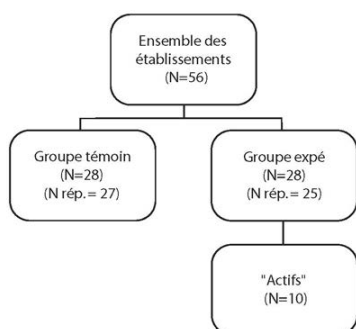 Ensemble des
établissements
(N=56)
Groupe témoin
(N=28)
(N rép. = 27)
Groupe expé
(N=28)
(N rép. = 25)
"Actifs"
(N=10)